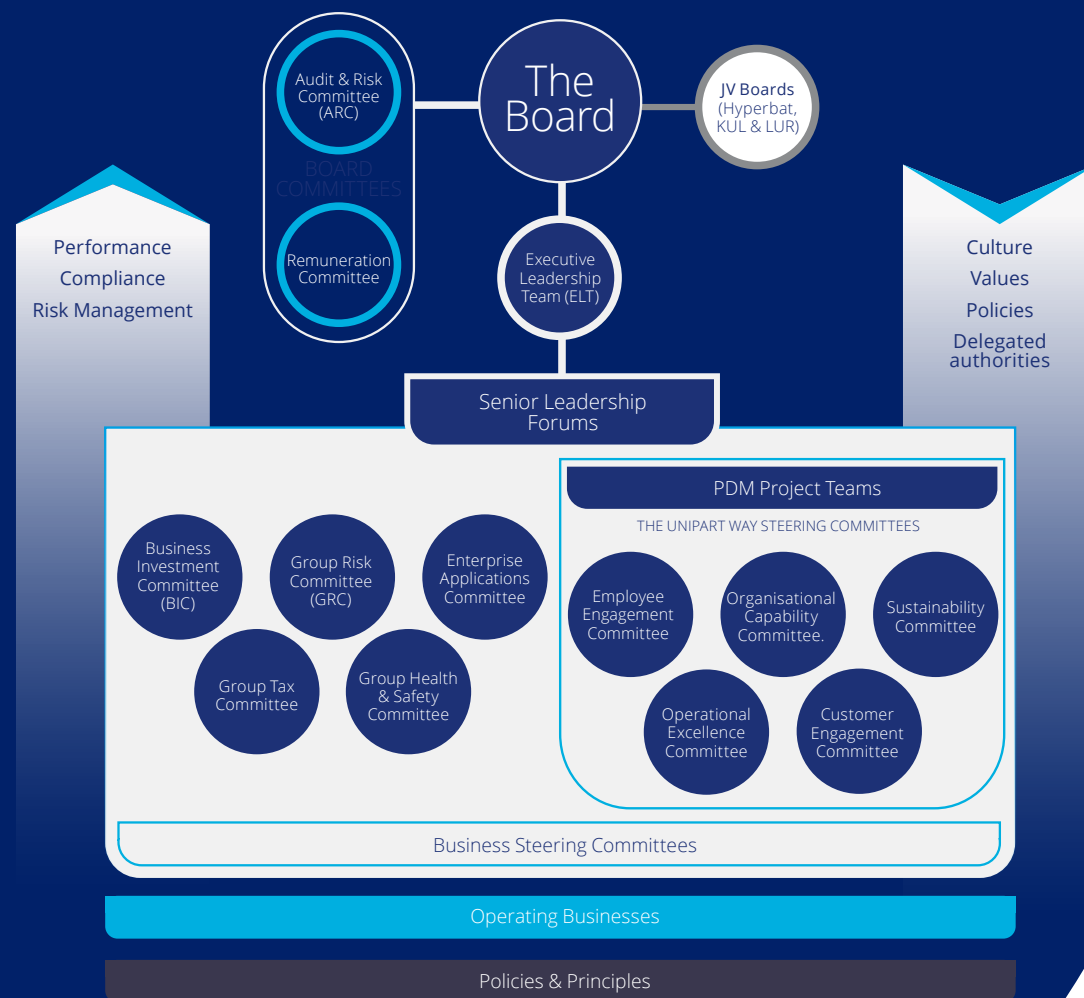 Audit & Risk
Committee
(ARC)
BOARD
COMMITTEES
Remuneration
Committee
The
Board
JV Boards
(Hyperbat,
KUL & LUR)
Executive
Leadership
Team (ELT)
Performance
Compliance
Risk Management
Culture
Values
Policies
Delegated
authorities
Senior Leadership
Forums
Business
Investment
Committee
(BIC)
Group Risk
Committee
(GRC)
Enterprise
Applications
Committee
Group Tax
Committee
Group Health
& Safety
Committee
PDM Project Teams
THE UNIPART WAY STEERING COMMITTEES
Employee
Engagement
Committee
Organisational
Capability
Committee.
Sustainability
Committee
Operational
Excellence
Committee
Customer
Engagement
Committee
Business Steering Committees
Operating Businesses
Policies & Principles